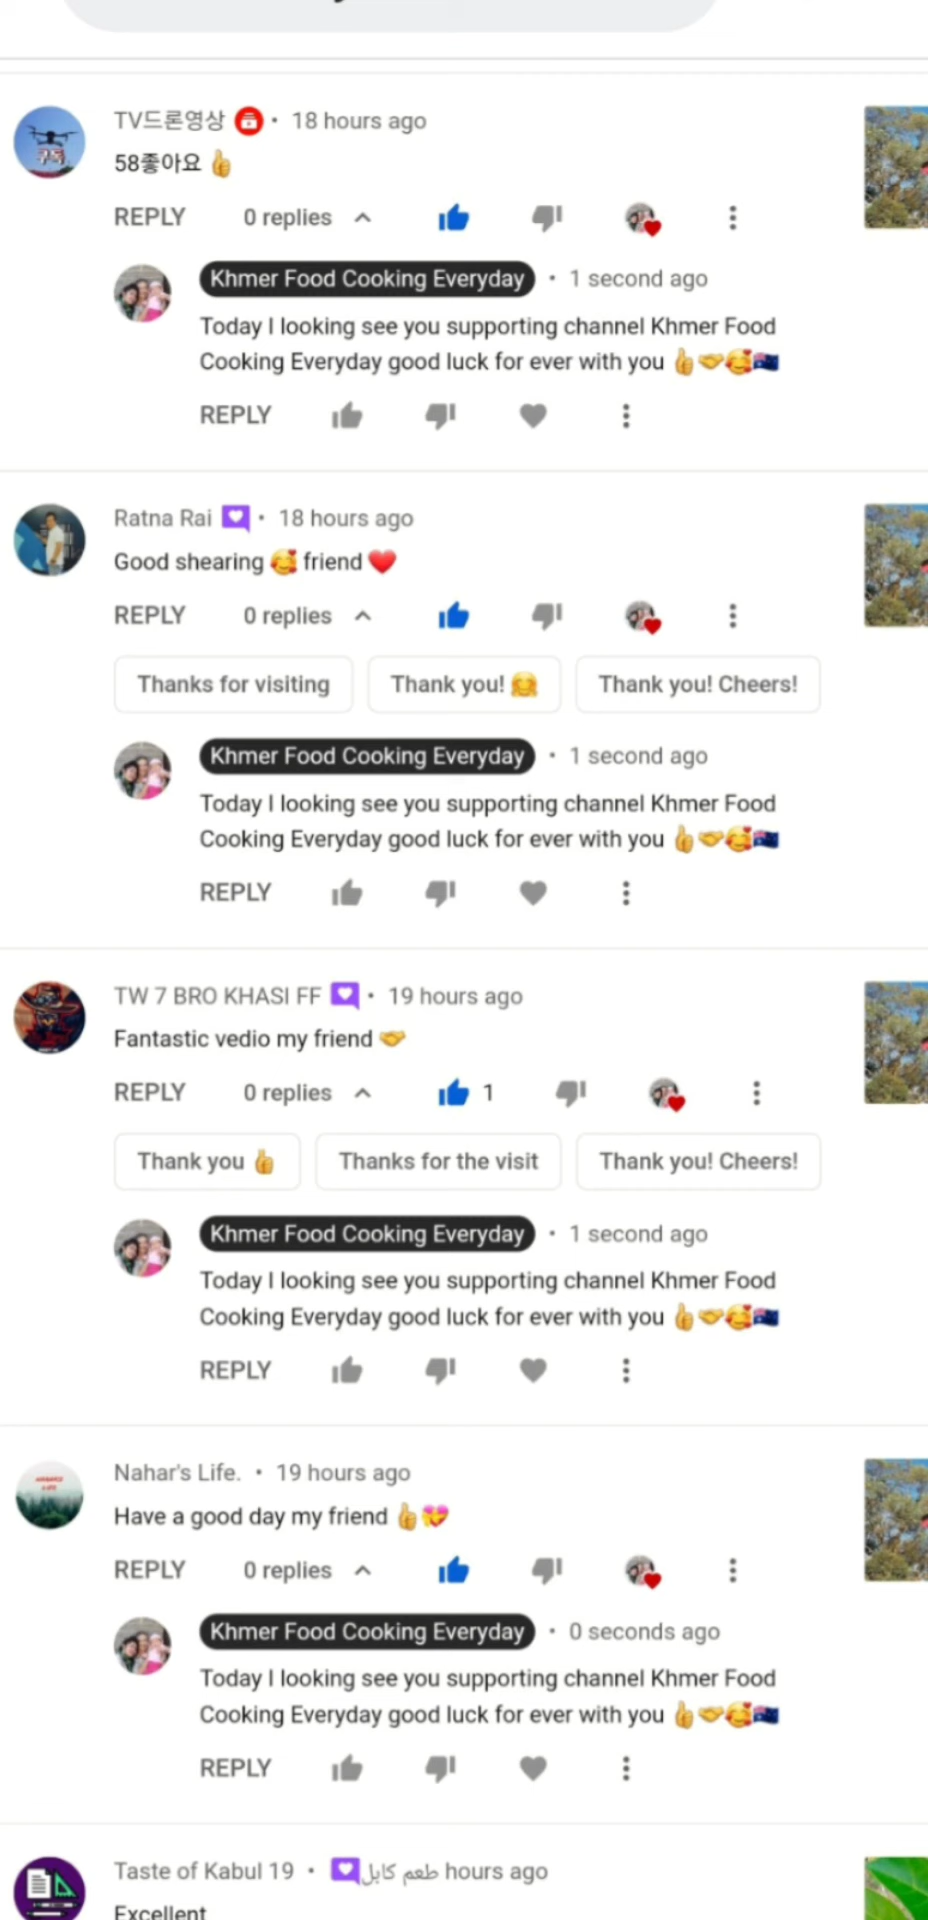 TV드론영상 • 18 hours ago
58좋아요 👍
REPLY 0 replies
Khmer Food Cooking Everyday • 1 second ago
Today I looking see you supporting channel Khmer Food
Cooking Everyday good luck for ever with you 👍🤝🥰🇦🇺
REPLY
Ratna Rai • 18 hours ago
Good shearing 🥰 friend ❤️
REPLY 0 replies
Thanks for visiting Thank you! 🤗 Thank you! Cheers!
Khmer Food Cooking Everyday • 1 second ago
Today I looking see you supporting channel Khmer Food
Cooking Everyday good luck for ever with you 👍🤝🥰🇦🇺
REPLY
TW 7 BRO KHASI FF • 19 hours ago
Fantastic vedio my friend 🤝
REPLY 0 replies 1
Thank you 👍 Thanks for the visit Thank you! Cheers!
Khmer Food Cooking Everyday • 1 second ago
Today I looking see you supporting channel Khmer Food
Cooking Everyday good luck for ever with you 👍🤝🥰🇦🇺
REPLY
Nahar's Life. • 19 hours ago
Have a good day my friend 👍💝
REPLY 0 replies
Khmer Food Cooking Everyday • 0 seconds ago
Today I looking see you supporting channel Khmer Food
Cooking Everyday good luck for ever with you 👍🤝🥰🇦🇺
REPLY
Taste of Kabul 19 • طعم کابل hours ago
Excellent